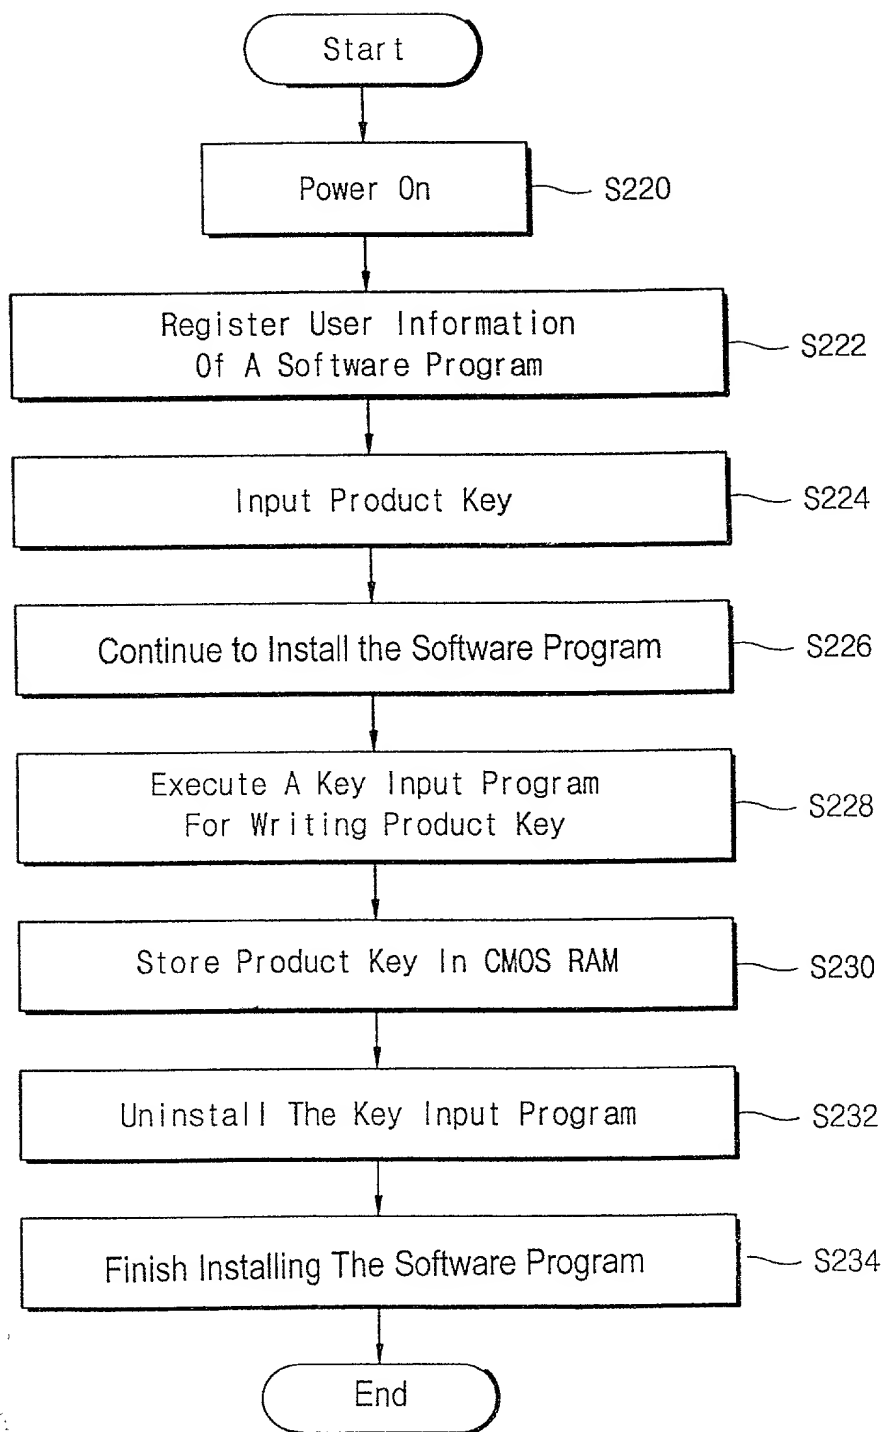 Start
Power On
S220
Register User Information
Of A Software Program
S222
Input Product Key
S224
Continue to Install the Software Program
S226
Execute A Key Input Program
For Writing Product Key
S228
Store Product Key In CMOS RAM
S230
Uninstall The Key Input Program
S232
Finish Installing The Software Program
S234
End